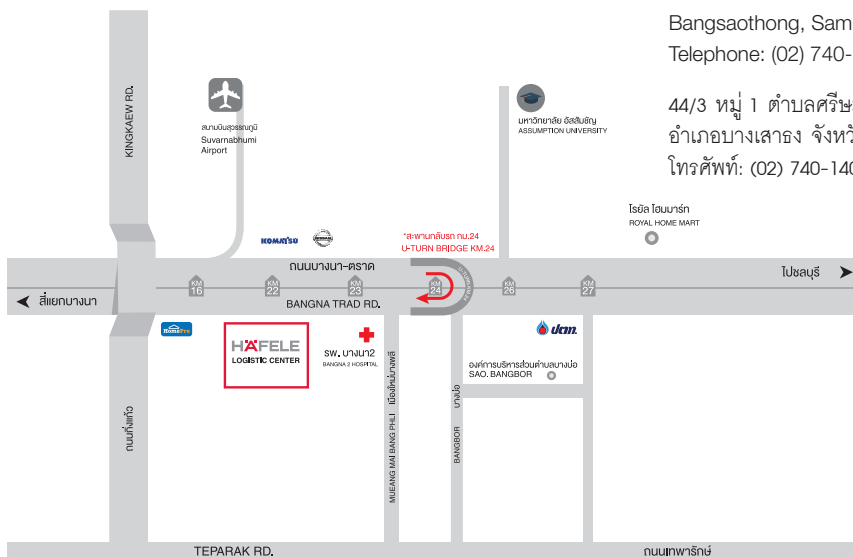 Bangsaothong, Sam
Telephone: (02) 740-
44/3 หมู่ 1 ตำบลศรีษ
อำเภอบางเสาธง จังหวั
โทรศัพท์: (02) 740-140
KINGKAEW RD.
สนามบินสุวรรณภูมิ
Suvarnabhumi
Airport
มหาวิทยาลัย อัสสัมชัญ
ASSUMPTION UNIVERSITY
โรยัล โฮมมาร์ท
ROYAL HOME MART
KOMATSU
NISSAN
*สะพานกลับรถ กม.24
U-TURN BRIDGE KM.24
ถนนบางนา-ตราด
ไปชลบุรี
KM 16
KM 22
KM 23
KM 24
U-TURN KM.24
KM 26
KM 27
สี่แยกบางนา
BANGNA TRAD RD.
HomePro
HÄFELE
LOGISTIC CENTER
รพ. บางนา2
BANGNA 2 HOSPITAL
ปตท.
องค์การบริหารส่วนตำบลบางบ่อ
SAO. BANGBOR
ถนนกิ่งแก้ว
MUEANG MAI BANG PHLI เมืองใหม่บางพลี
BANGBOR บางบ่อ
TEPARAK RD.
ถนนเทพารักษ์